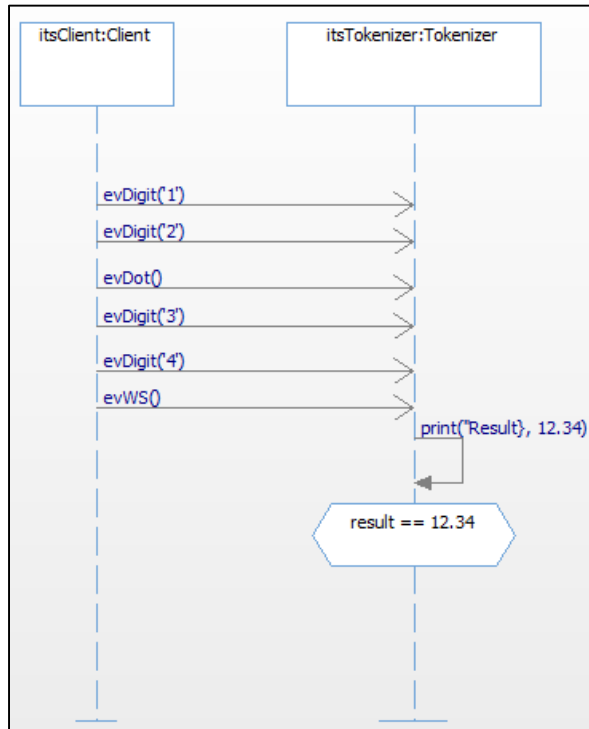 itsClient:Client
itsTokenizer:Tokenizer
evDigit('1')
evDigit('2')
evDot()
evDigit('3')
evDigit('4')
evWS()
print("Result}, 12.34)
result == 12.34